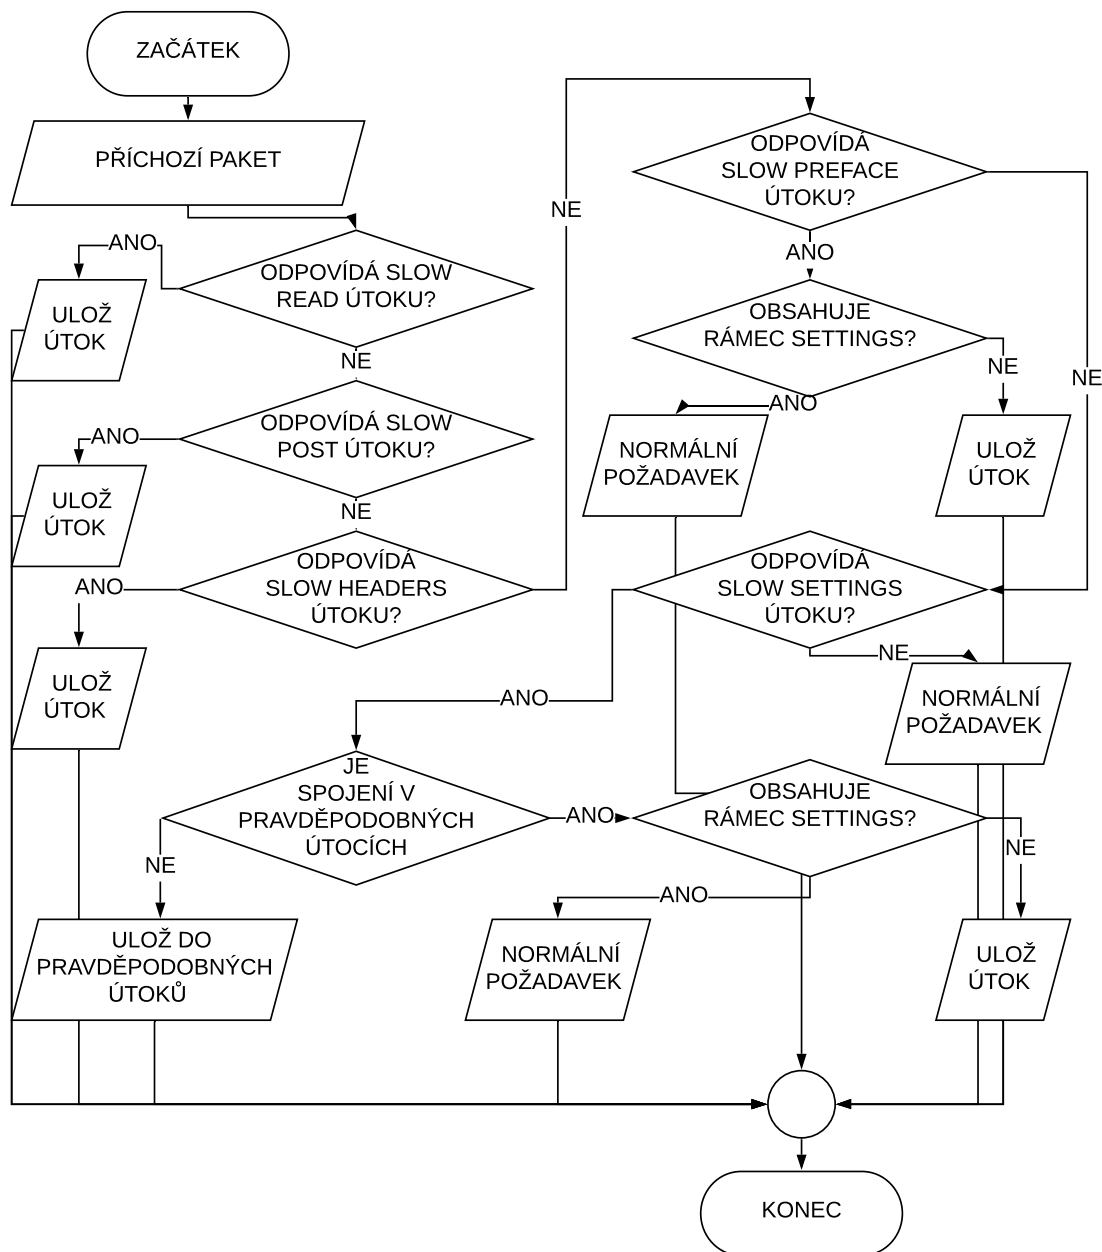 ZAČÁTEK
PŘÍCHOZÍ PAKET
ODPOVÍDÁ SLOW
READ ÚTOKU?
ANO
ULOŽ
ÚTOK
NE
ODPOVÍDÁ SLOW
POST ÚTOKU?
ANO
ULOŽ
ÚTOK
NE
ODPOVÍDÁ
SLOW HEADERS
ÚTOKU?
ANO
ULOŽ
ÚTOK
NE
ODPOVÍDÁ
SLOW PREFACE
ÚTOKU?
ANO
OBSAHUJE
RÁMEC SETTINGS?
NE
ANO
NORMÁLNÍ
POŽADAVEK
ULOŽ
ÚTOK
NE
ODPOVÍDÁ
SLOW SETTINGS
ÚTOKU?
NE
NORMÁLNÍ
POŽADAVEK
ANO
JE
SPOJENÍ V
PRAVDĚPODOBNÝCH
ÚTOCÍCH
NE
ULOŽ DO
PRAVDĚPODOBNÝCH
ÚTOKŮ
ANO
OBSAHUJE
RÁMEC SETTINGS?
ANO
NORMÁLNÍ
POŽADAVEK
NE
ULOŽ
ÚTOK
KONEC